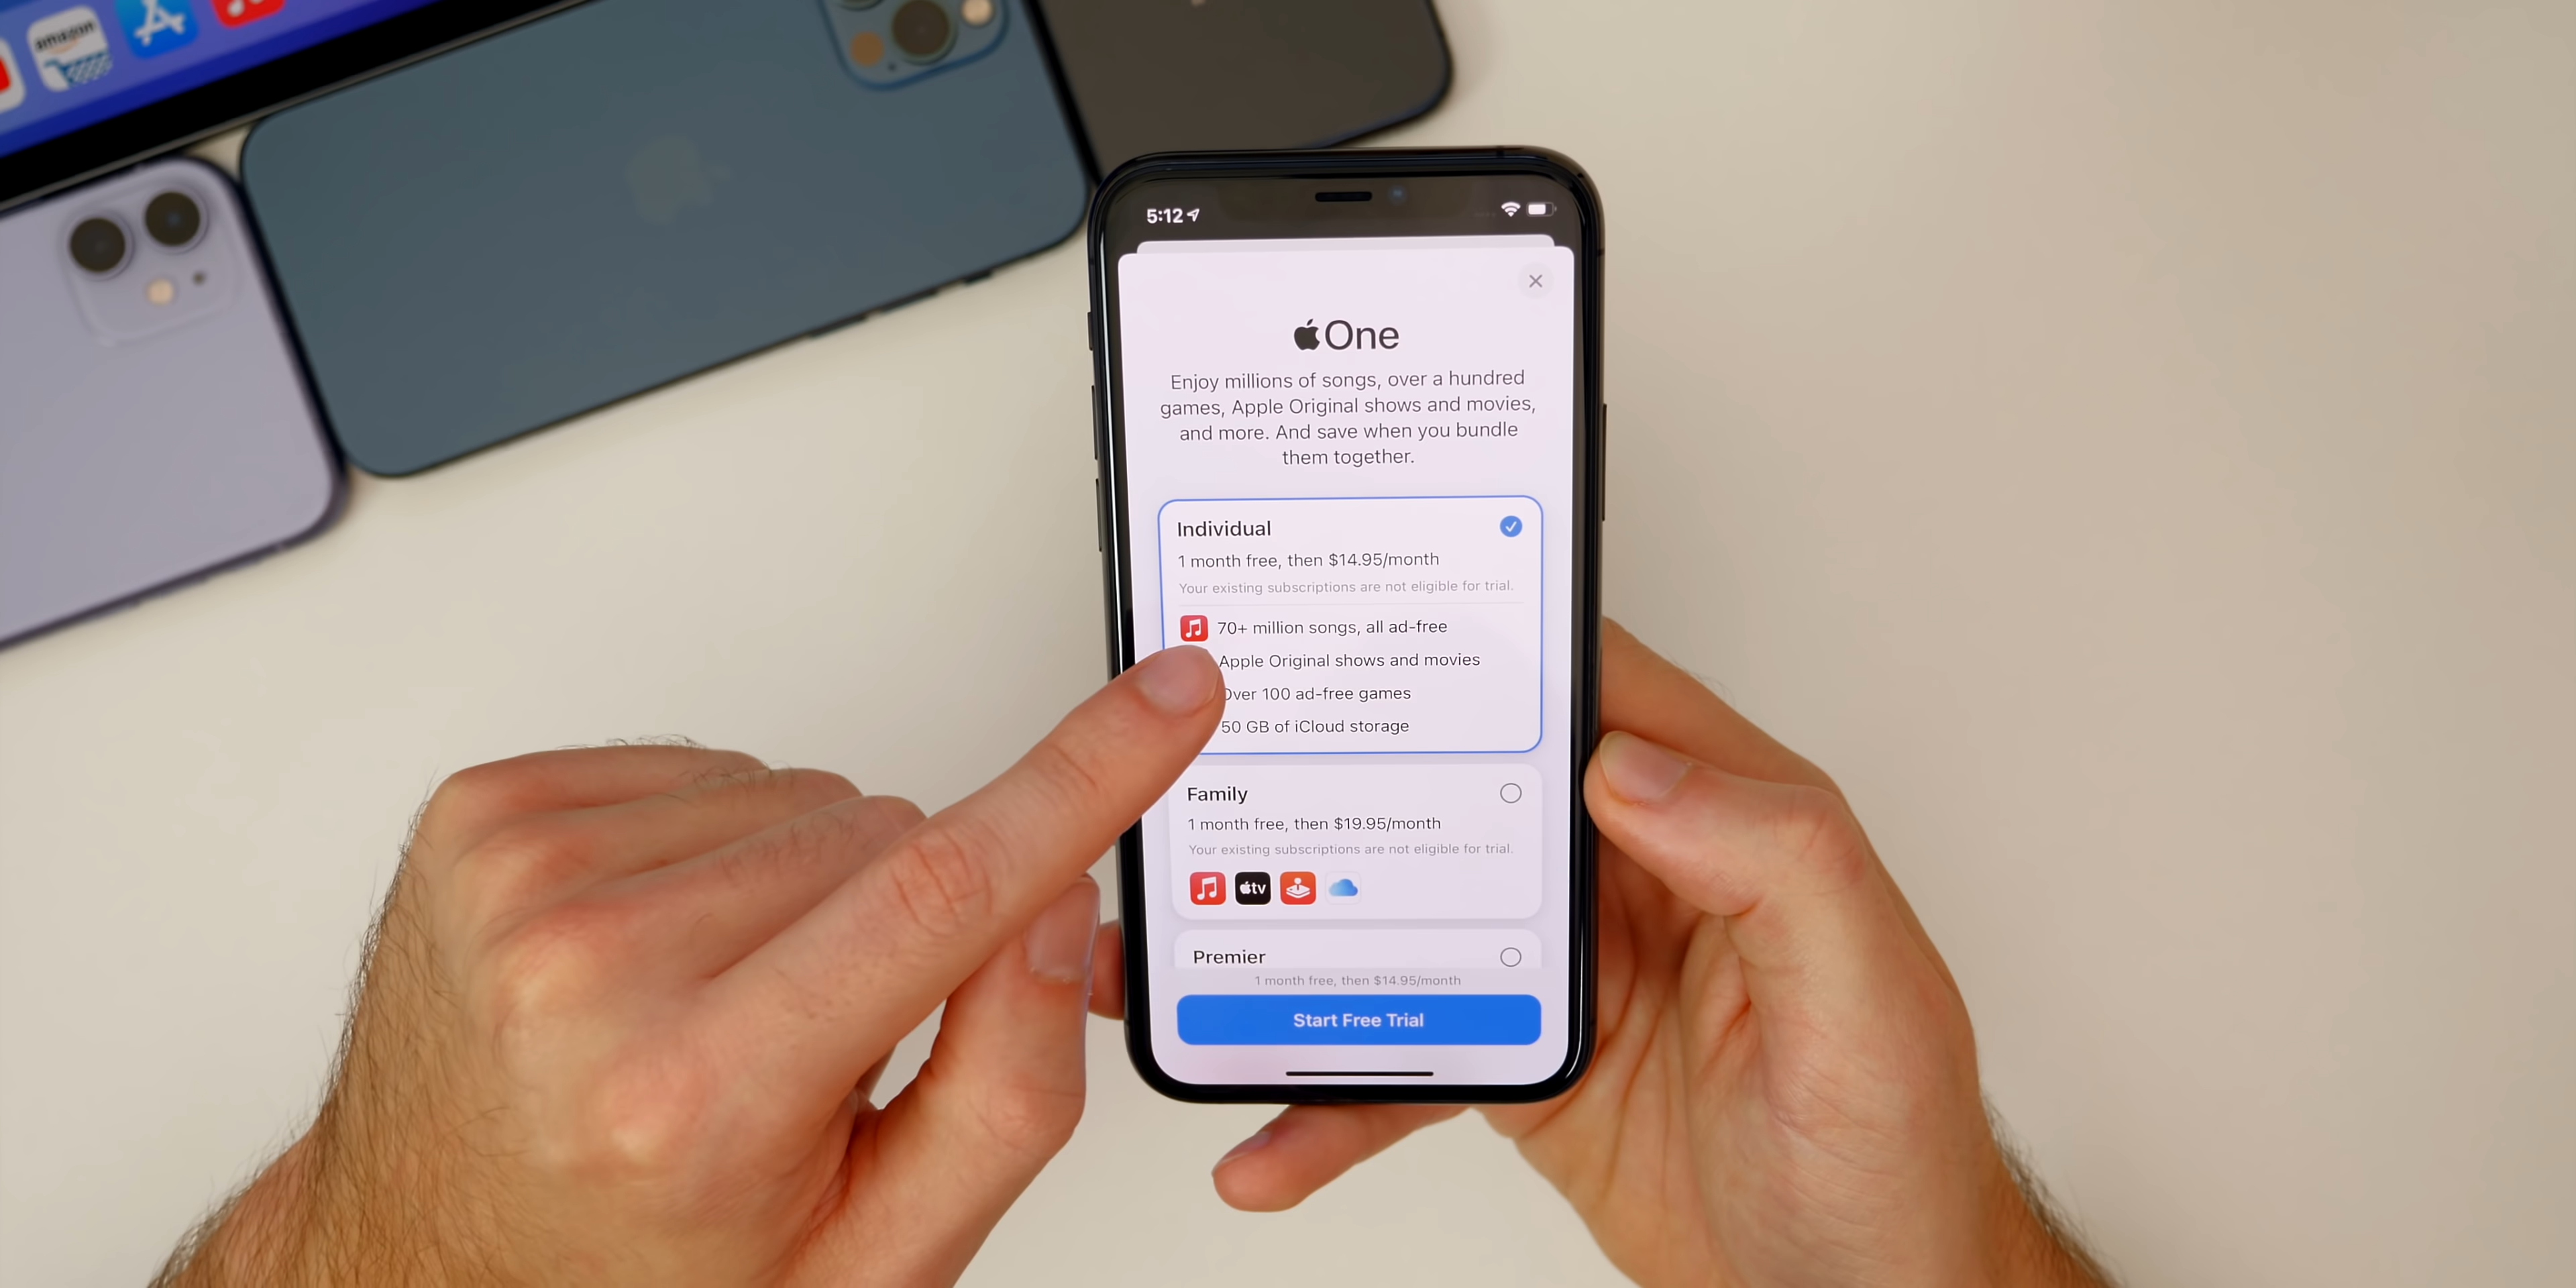 amazon
5:12
One
Enjoy millions of songs, over a hundred
games, Apple Original shows and movies,
and more. And save when you bundle
them together.
Individual
1 month free, then $14.95/month
Your existing subscriptions are not eligible for trial.
70+ million songs, all ad-free
Apple Original shows and movies
Over 100 ad-free games
50 GB of iCloud storage
Family
1 month free, then $19.95/month
Your existing subscriptions are not eligible for trial.
tv
Premier
1 month free, then $14.95/month
Start Free Trial